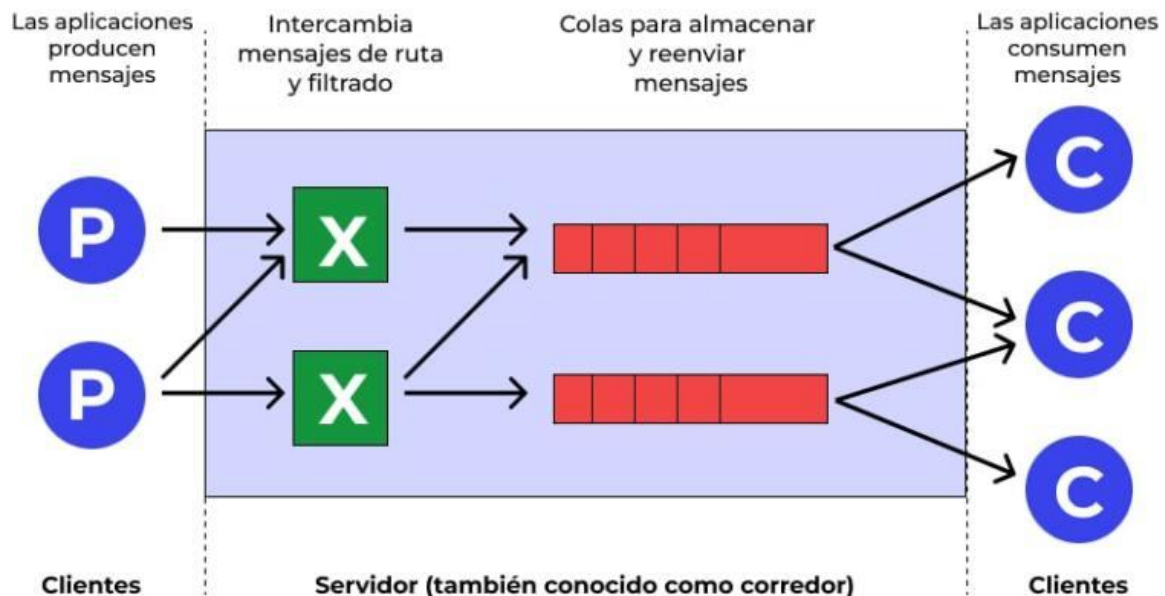 Las aplicaciones
producen
mensajes
Intercambia
mensajes de ruta
y filtrado
Colas para almacenar
y reenviar
mensajes
Las aplicaciones
consumen
mensajes
P
P
X
X
C
C
C
Clientes
Servidor (también conocido como corredor)
Clientes